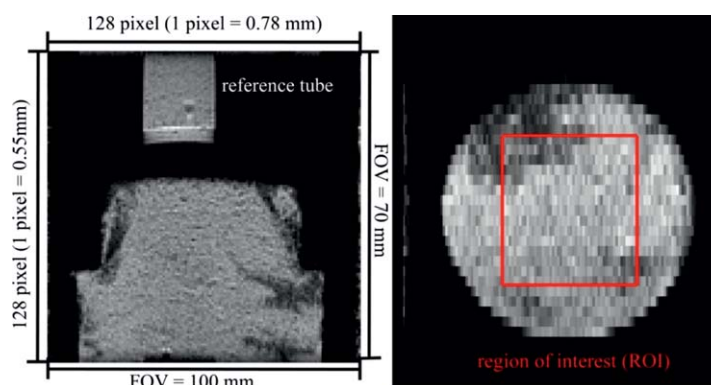 128 pixel (1 pixel = 0.78 mm)
reference tube
128 pixel (1 pixel = 0.55mm)
FOV = 70 mm
FOV = 100 mm
region of interest (ROI)